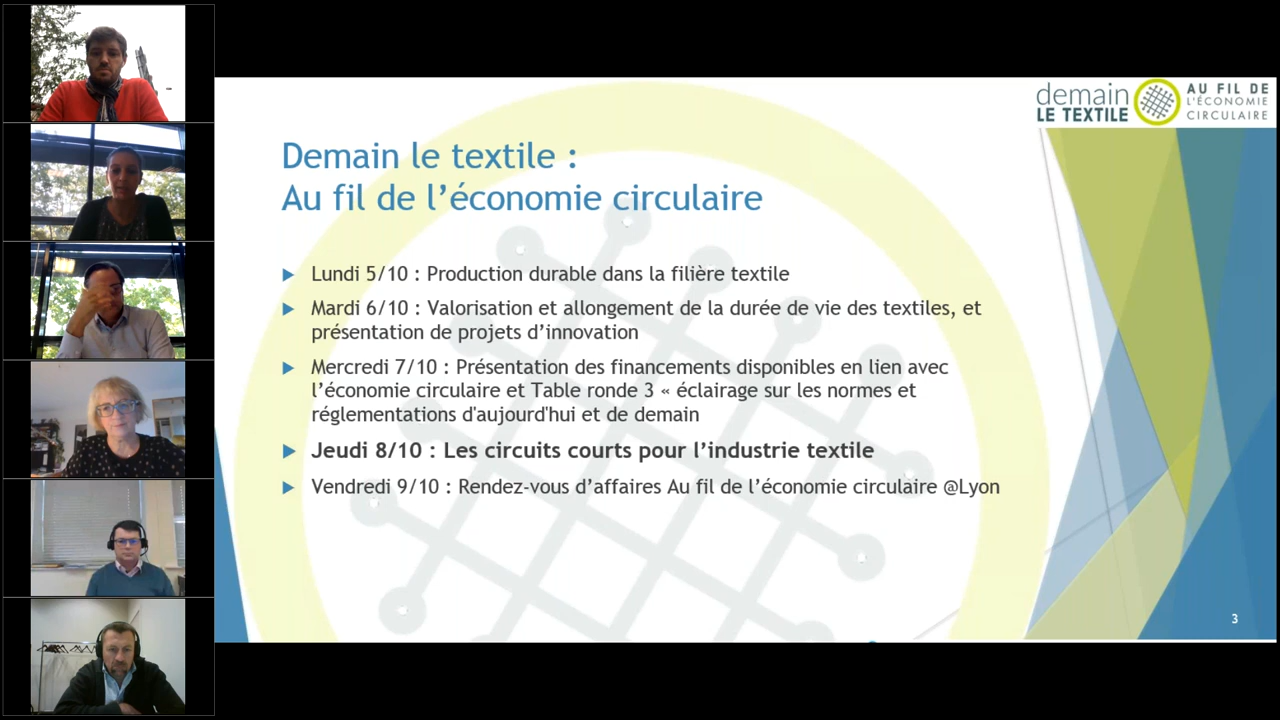 demain
LE TEXTILE
AU FIL DE
L'ÉCONOMIE
CIRCULAIRE
Demain le textile :
Au fil de l’économie circulaire
Lundi 5/10 : Production durable dans la filière textile
Mardi 6/10 : Valorisation et allongement de la durée de vie des textiles, et
présentation de projets d’innovation
Mercredi 7/10 : Présentation des financements disponibles en lien avec
l’économie circulaire et Table ronde 3 « éclairage sur les normes et
réglementations d'aujourd'hui et de demain
Jeudi 8/10 : Les circuits courts pour l’industrie textile
Vendredi 9/10 : Rendez-vous d’affaires Au fil de l’économie circulaire @Lyon
3